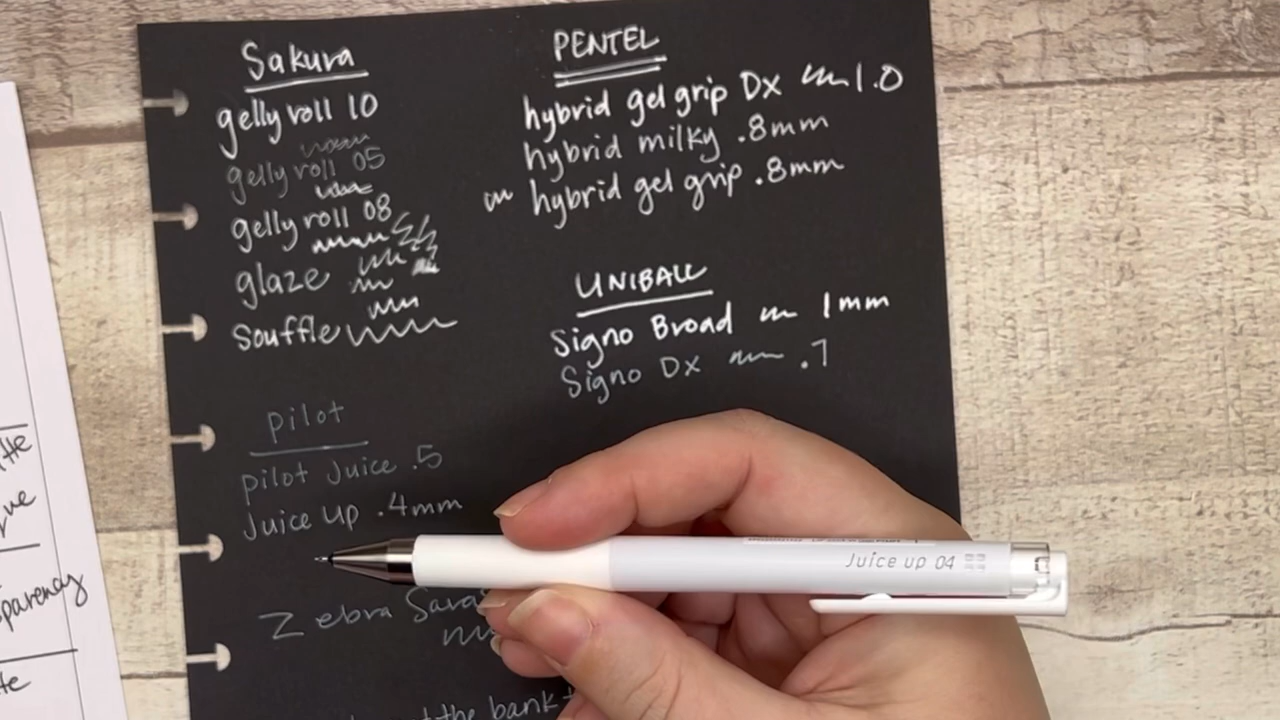 Sakura
gelly roll 10
gelly roll 05
gelly roll 08
glaze
Souffle
PENTEL
hybrid gel grip Dx 1.0
hybrid milky .8mm
hybrid gel grip .8mm
UNIBALL
Signo Broad 1mm
Signo Dx .7
pilot
pilot Juice .5
Juice Up .4mm
Juice up 04
Zebra
the bank